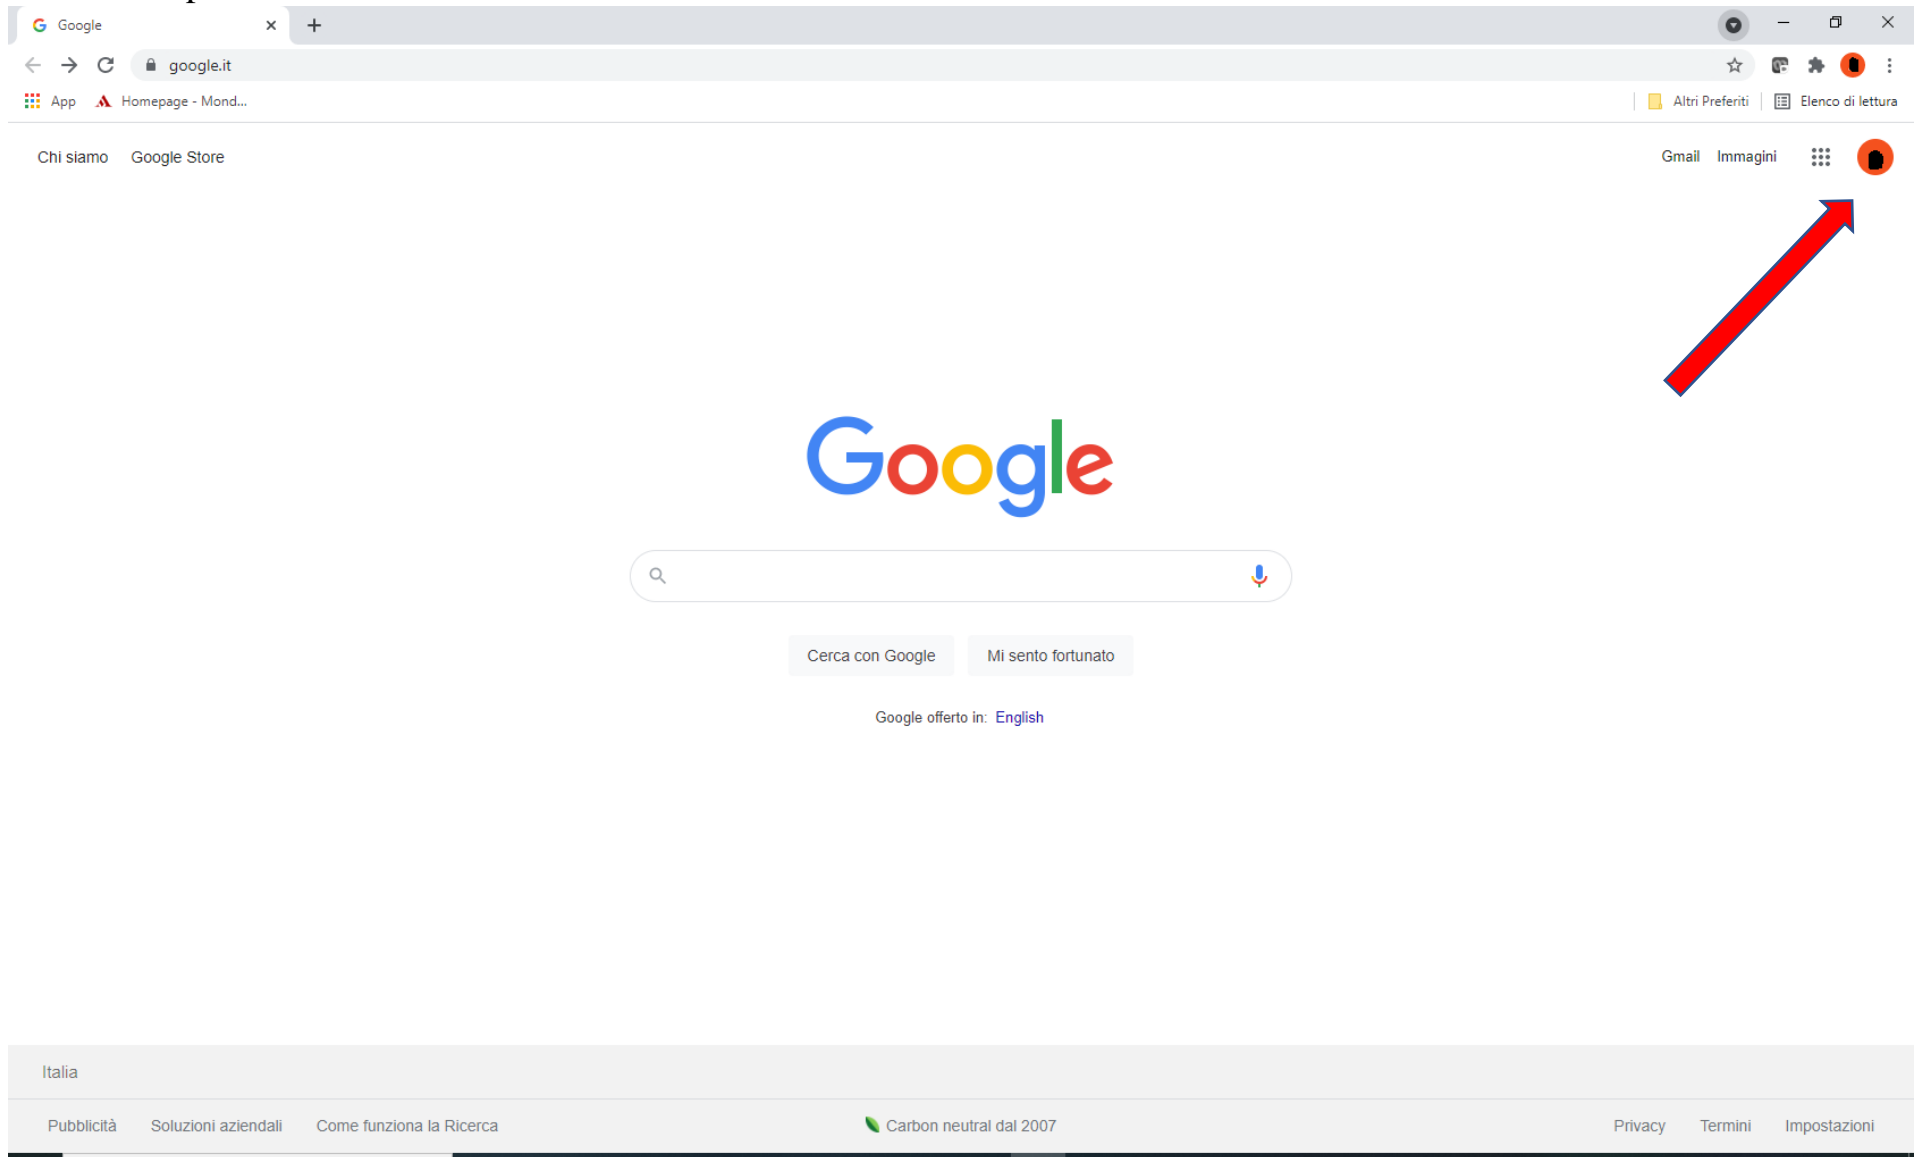 Google
google.it
App Homepage - Mond... Altri Preferiti Elenco di lettura
Chi siamo Google Store Gmail Immagini
Google
Cerca con Google Mi sento fortunato
Google offerto in: English
Italia
Pubblicità Soluzioni aziendali Come funziona la Ricerca Carbon neutral dal 2007 Privacy Termini Impostazioni